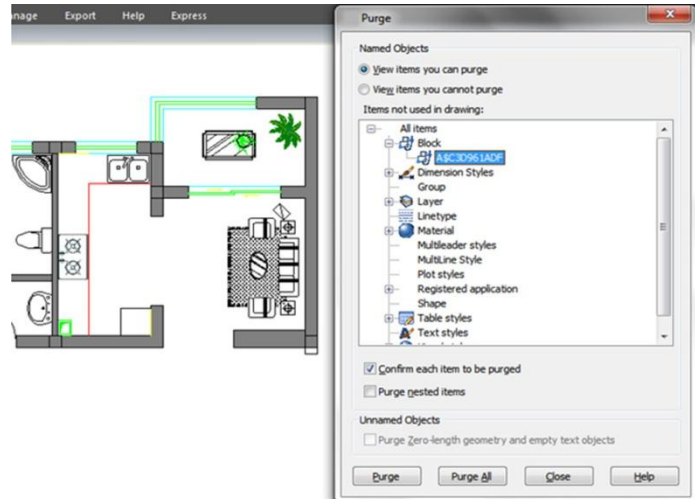 nage Export Help Express
Purge
Named Objects
View items you can purge
View items you cannot purge
Items not used in drawing:
All items
Block
A$C3D961ADF
Dimension Styles
Group
Layer
Linetype
Material
Multileader styles
MultiLine Style
Plot styles
Registered application
Shape
Table styles
Text styles
Confirm each item to be purged
Purge nested items
Unnamed Objects
Purge Zero-length geometry and empty text objects
Purge Purge All Close Help